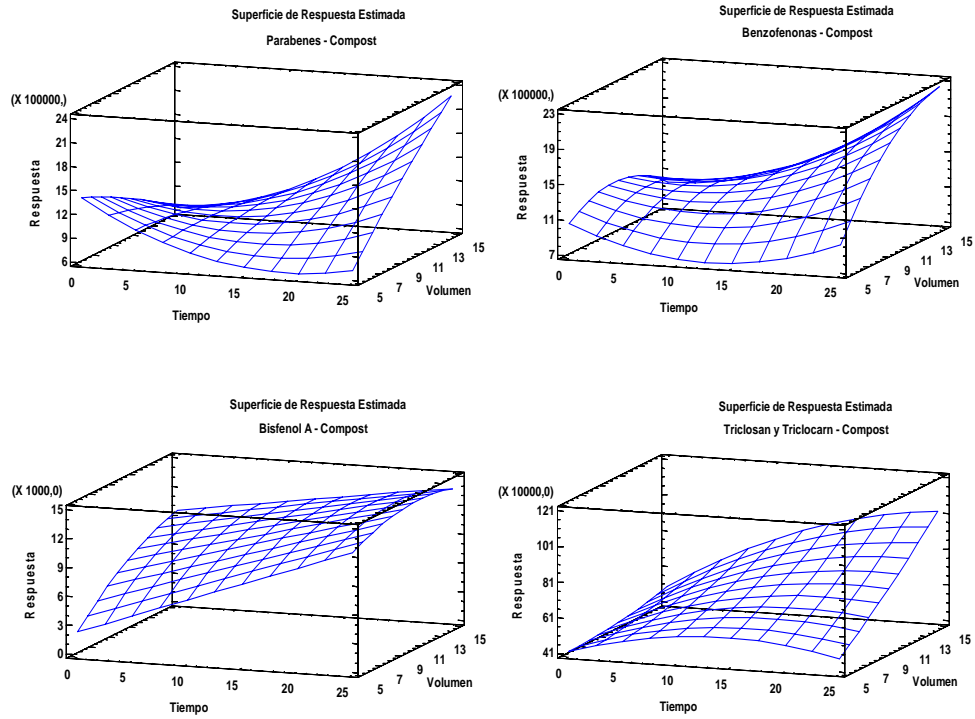 Superficie de Respuesta Estimada
Parabenes - Compost
(X 100000,)
24
21
18
15
12
9
6
Respuesta
0
5
10
15
20
25
Tiempo
5
7
9
11
13
15
Volumen
Superficie de Respuesta Estimada
Benzofenonas - Compost
(X 100000,)
23
19
15
11
7
Respuesta
0
5
10
15
20
25
Tiempo
5
7
9
11
13
15
Volumen
Superficie de Respuesta Estimada
Bisfenol A - Compost
(X 1000,0)
15
12
9
6
3
0
Respuesta
0
5
10
15
20
25
Tiempo
5
7
9
11
13
15
Volumen
Superficie de Respuesta Estimada
Triclosan y Triclocarn - Compost
(X 10000,0)
121
101
81
61
41
Respuesta
0
5
10
15
20
25
Tiempo
5
7
9
11
13
15
Volumen